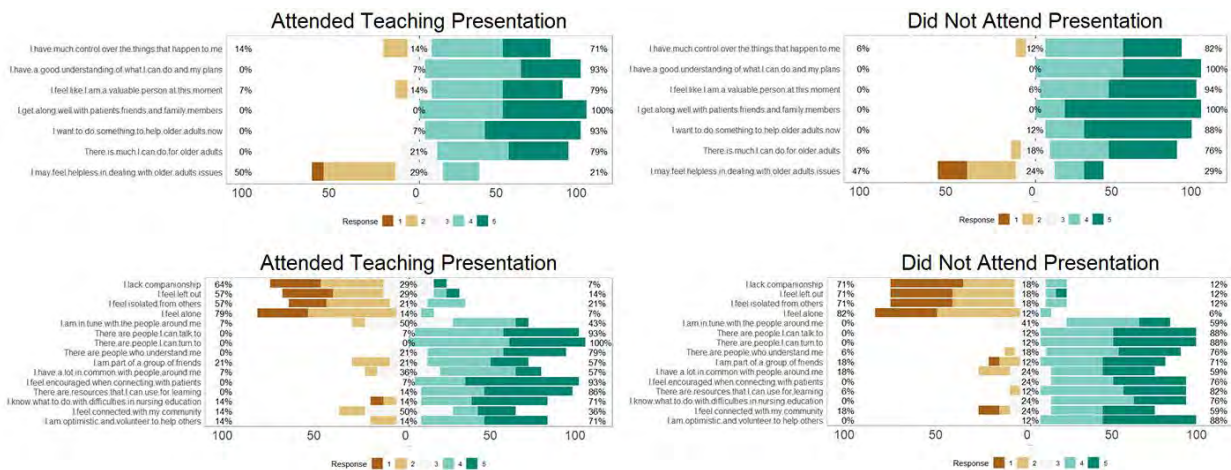 Attended Teaching Presentation
I have much control over the things that happen to me 14% 14% 71%
I have a good understanding of what I can do and my plans 0% 7% 93%
I feel like I am a valuable person at this moment 7% 14% 79%
I get along well with patients friends and family members 0% 0% 100%
I want to do something to help older adults now 0% 7% 93%
There is much I can do for older adults 0% 21% 79%
I may feel helpless in dealing with older adults issues 50% 29% 21%
100 50 0 50 100
Response 1 2 3 4 5
Did Not Attend Presentation
I have much control over the things that happen to me 6% 12% 82%
I have a good understanding of what I can do and my plans 0% 0% 100%
I feel like I am a valuable person at this moment 0% 6% 94%
I get along well with patients friends and family members 0% 0% 100%
I want to do something to help older adults now 0% 12% 88%
There is much I can do for older adults 6% 18% 76%
I may feel helpless in dealing with older adults issues 47% 24% 29%
100 50 0 50 100
Response 1 2 3 4 5
Attended Teaching Presentation
I lack companionship 64% 29% 7%
I feel left out 57% 29% 14%
I feel isolated from others 57% 21% 21%
I feel alone 79% 14% 7%
I am in tune with the people around me 7% 50% 43%
There are people I can talk to 0% 7% 93%
There are people I can turn to 0% 0% 100%
There are people who understand me 0% 21% 79%
I am part of a group of friends 21% 21% 57%
I have a lot in common with people around me 7% 36% 57%
I feel encouraged when connecting with patients 0% 7% 93%
There are resources that I can use for learning 0% 14% 86%
I know what to do with difficulties in nursing education 14% 14% 71%
I feel connected with my community 14% 50% 36%
I am optimistic and volunteer to help others 14% 14% 71%
100 50 0 50 100
Response 1 2 3 4 5
Did Not Attend Presentation
I lack companionship 71% 18% 12%
I feel left out 71% 18% 12%
I feel isolated from others 71% 18% 12%
I feel alone 82% 12% 6%
I am in tune with the people around me 0% 41% 59%
There are people I can talk to 0% 12% 88%
There are people I can turn to 0% 12% 88%
There are people who understand me 6% 18% 76%
I am part of a group of friends 18% 12% 71%
I have a lot in common with people around me 18% 24% 59%
I feel encouraged when connecting with patients 0% 24% 76%
There are resources that I can use for learning 6% 12% 82%
I know what to do with difficulties in nursing education 0% 24% 76%
I feel connected with my community 18% 24% 59%
I am optimistic and volunteer to help others 0% 12% 88%
100 50 0 50 100
Response 1 2 3 4 5